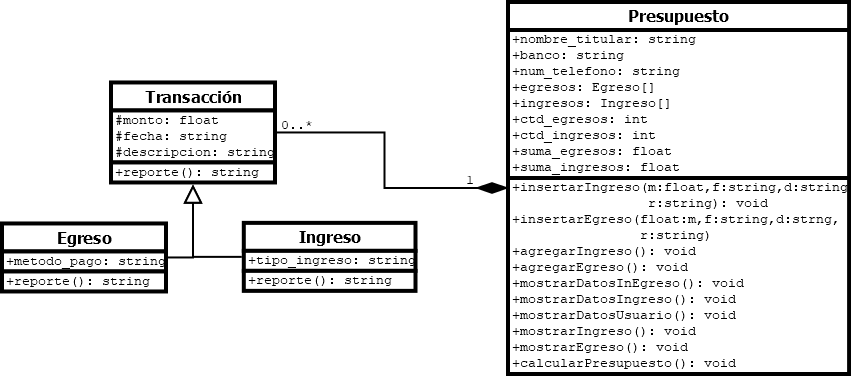 Presupuesto
+nombre_titular: string
+banco: string
+num_telefono: string
+egresos: Egreso[]
+ingresos: Ingreso[]
+ctd_egresos: int
+ctd_ingresos: int
+suma_egresos: float
+suma_ingresos: float
+insertarIngreso(m:float,f:string,d:string
r:string): void
+insertarEgreso(float:m,f:string,d:strng,
r:string)
+agregarIngreso(): void
+agregarEgreso(): void
+mostrarDatosInEgreso(): void
+mostrarDatosIngreso(): void
+mostrarDatosUsuario(): void
+mostrarIngreso(): void
+mostrarEgreso(): void
+calcularPresupuesto(): void
Transacción
#monto: float
#fecha: string
#descripcion: string
+reporte(): string
0..*
1
Egreso
+metodo_pago: string
+reporte(): string
Ingreso
+tipo_ingreso: string
+reporte(): string